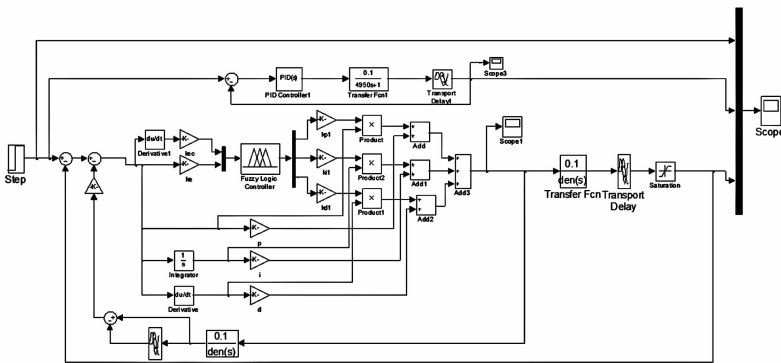 Step
PID(s)
PID Controller1
0.1
4950s+1
Transfer Fcn1
Transport
Delay1
Scope3
Scope
du/dt
Derivative1
-K-
kec
-K-
ke
-K-
Fuzzy Logic
Controller
-K-
kp1
-K-
ki1
-K-
kd1
×
Product
×
Product2
×
Product1
Add
Add1
Add2
Add3
Scope1
0.1
den(s)
Transfer Fcn
Transport
Delay
Saturation
-K-
p
1
s
Integrator
-K-
i
du/dt
Derivative
-K-
d
0.1
den(s)